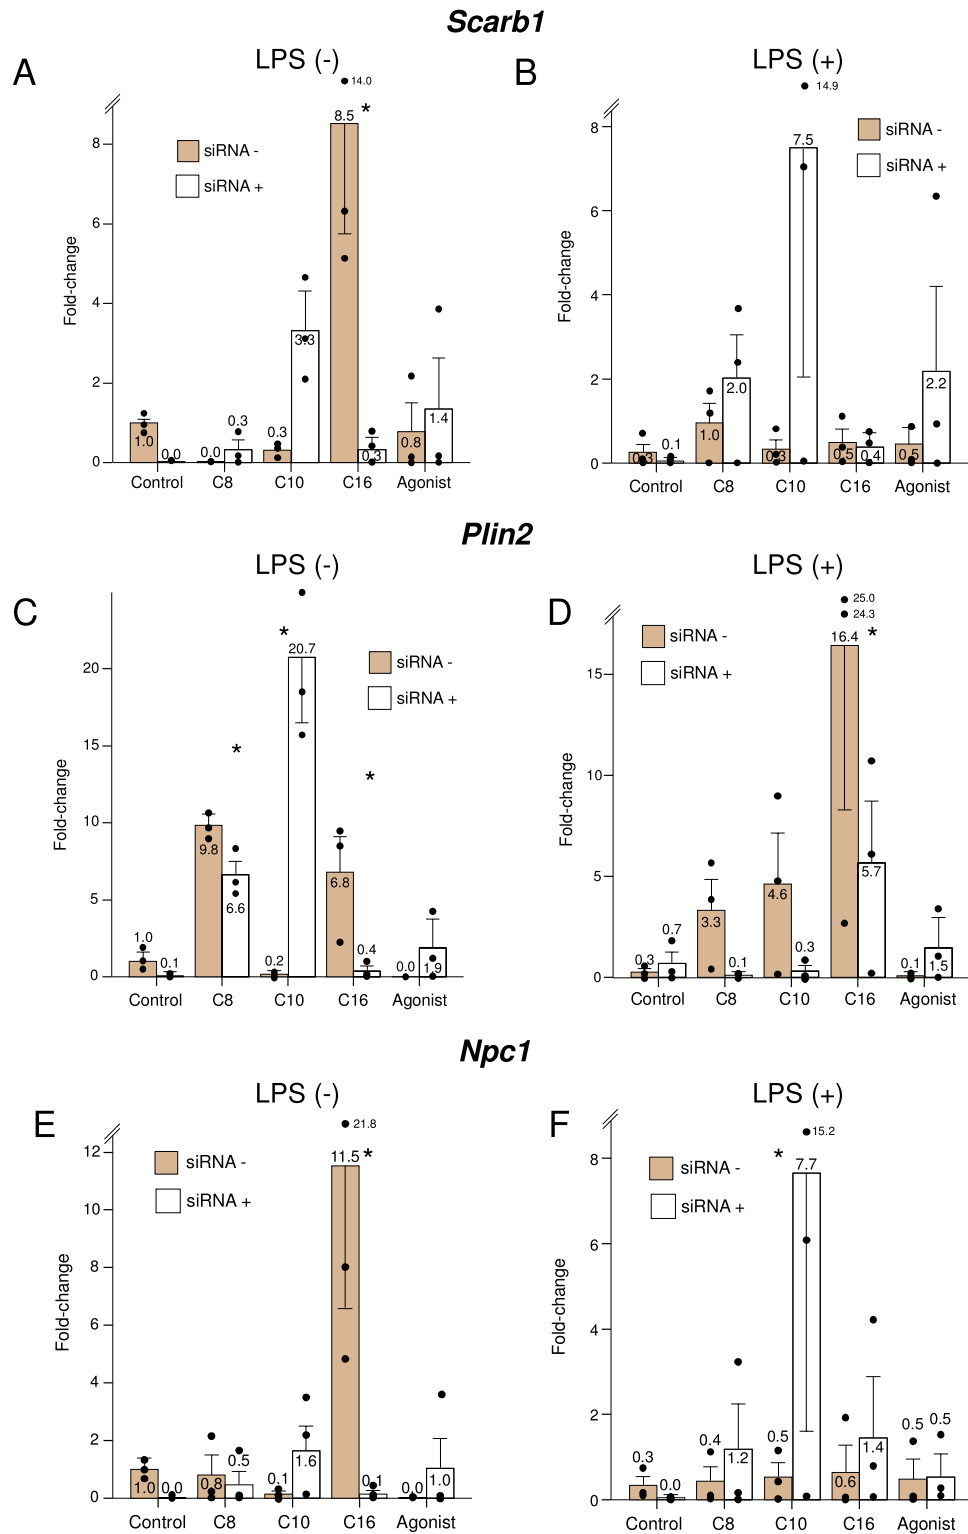 Scarb1
A
LPS (-)
14.0
8.5 *
8
6
4
2
0
Fold-change
siRNA -
siRNA +
1.0
0.0
0.0
0.3
0.3
3.3
0.3
0.8
1.4
Control C8 C10 C16 Agonist
B
LPS (+)
14.9
7.5
8
6
4
2
0
Fold-change
siRNA -
siRNA +
0.3
0.1
1.0
2.0
0.3
0.5
0.4
0.5
2.2
Control C8 C10 C16 Agonist
Plin2
C
LPS (-)
20
15
10
5
0
Fold-change
siRNA -
siRNA +
* 20.7
*
*
1.0
0.1
9.8
6.6
0.2
6.8
0.4
0.0
1.9
Control C8 C10 C16 Agonist
D
LPS (+)
25.0
24.3
16.4 *
15
10
5
0
Fold-change
siRNA -
siRNA +
0.3
0.7
3.3
0.1
4.6
0.3
5.7
0.1
1.5
Control C8 C10 C16 Agonist
Npc1
E
LPS (-)
21.8
11.5 *
12
10
8
6
4
2
0
Fold-change
siRNA -
siRNA +
1.0
0.0
0.8
0.5
0.1
1.6
0.1
0.0
1.0
Control C8 C10 C16 Agonist
F
LPS (+)
15.2
* 7.7
8
6
4
2
0
Fold-change
siRNA -
siRNA +
0.3
0.0
0.4
1.2
0.5
0.6
1.4
0.5
0.5
Control C8 C10 C16 Agonist